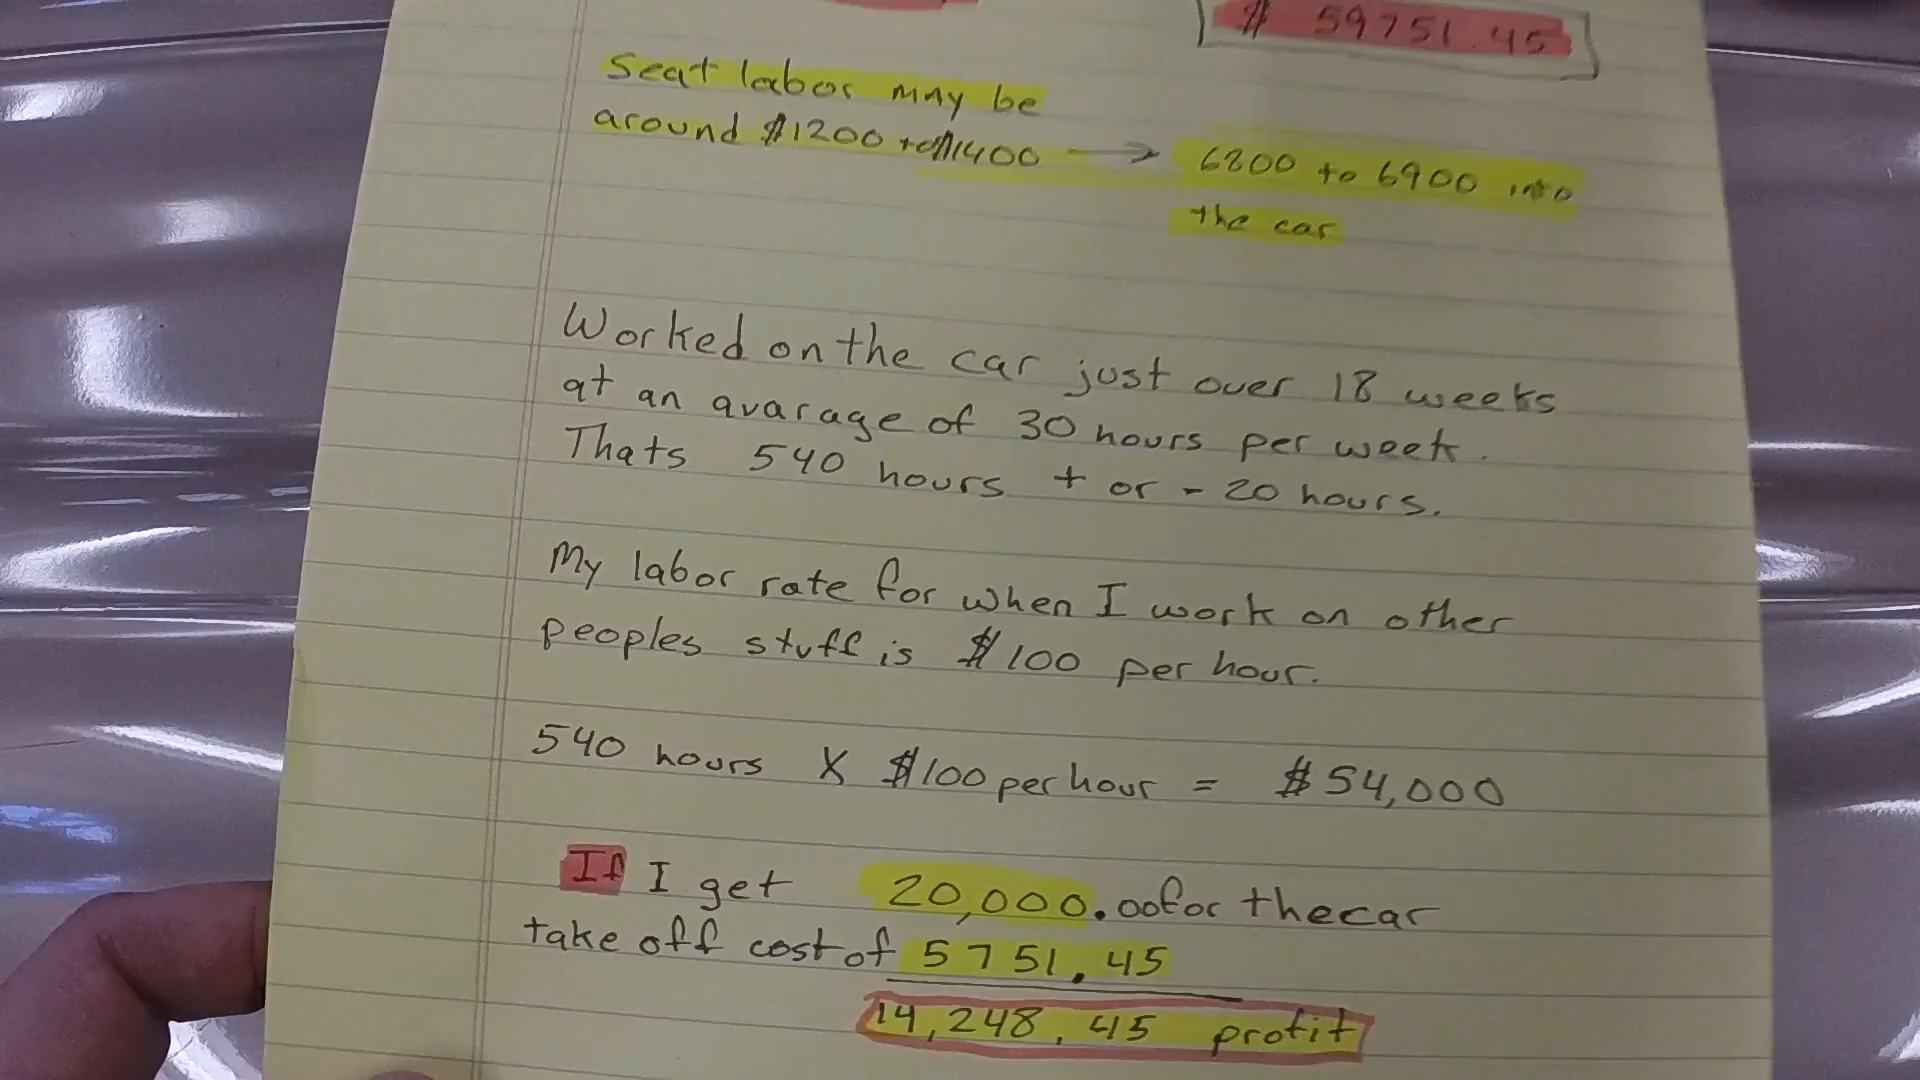 $ 59751.45
Seat labor may be
around $1200 to $1400 → 6800 to 6900 into
the car
Worked on the car just over 18 weeks
at an avarage of 30 hours per week.
Thats 540 hours + or - 20 hours.
My labor rate for when I work on other
peoples stuff is $100 per hour.
540 hours X $100 per hour = $54,000
If I get 20,000.00 for the car
take off cost of 5751.45
14,248.45 profit